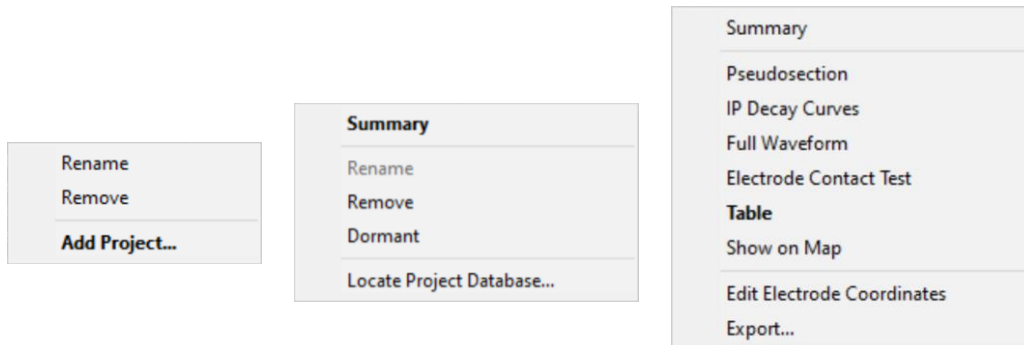 Rename
Remove
Add Project...
Summary
Rename
Remove
Dormant
Locate Project Database...
Summary
Pseudosection
IP Decay Curves
Full Waveform
Electrode Contact Test
Table
Show on Map
Edit Electrode Coordinates
Export...